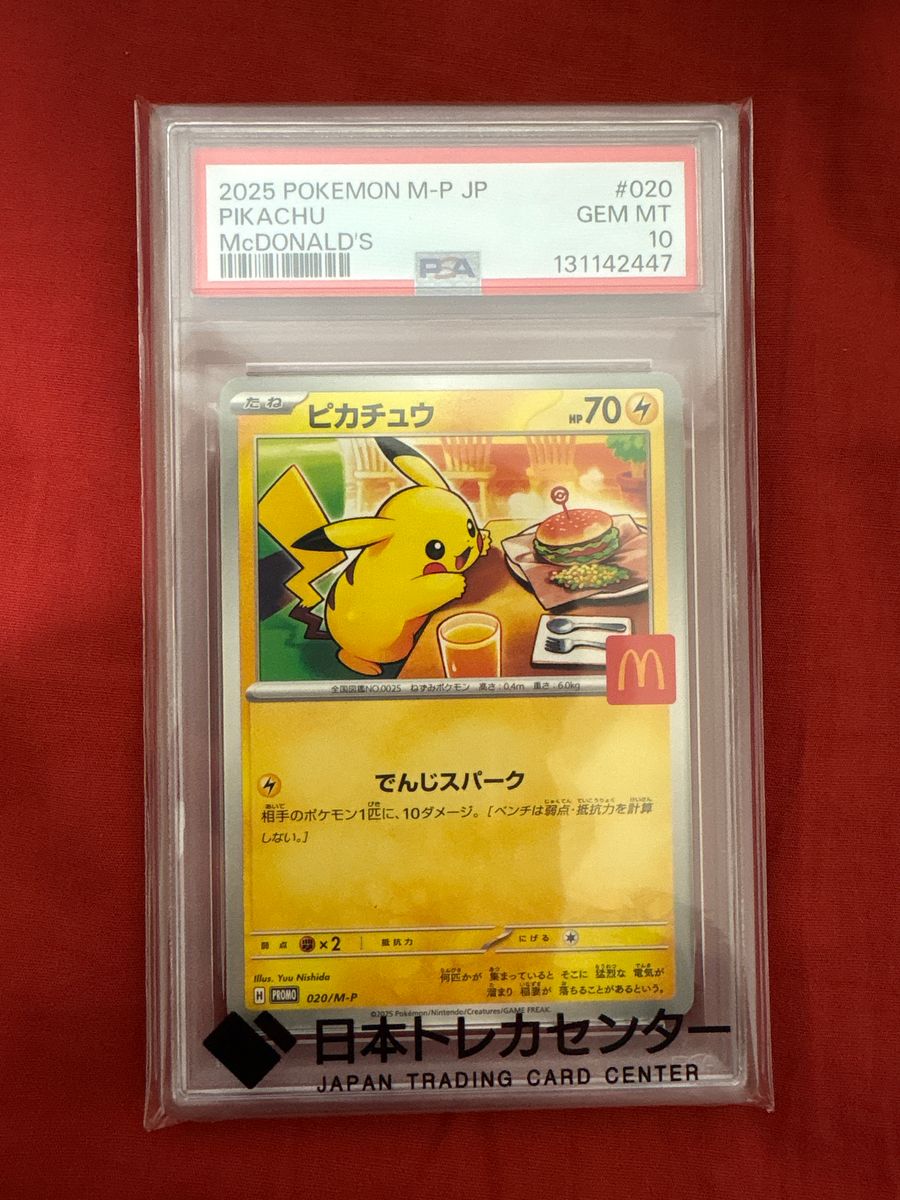 2025 POKEMON M-P JP #020
PIKACHU GEM MT
McDONALD'S 10
PSA 131142447
たね ピカチュウ HP70
全国図鑑NO.0025 ねずみポケモン 高さ:0.4m 重さ:6.0kg
M
でんじスパーク
相手のポケモン1匹に、10ダメージ。[ベンチは弱点・抵抗力を計算
しない。]
弱点 ×2 抵抗力 にげる
Illus. Yuu Nishida
何匹かが 集まっていると そこに 猛烈な 電気が
溜まり 稲妻が 落ちることがあるという。
H PROMO 020/M-P
©2025 Pokémon/Nintendo/Creatures/GAME FREAK.
日本トレカセンター
JAPAN TRADING CARD CENTER